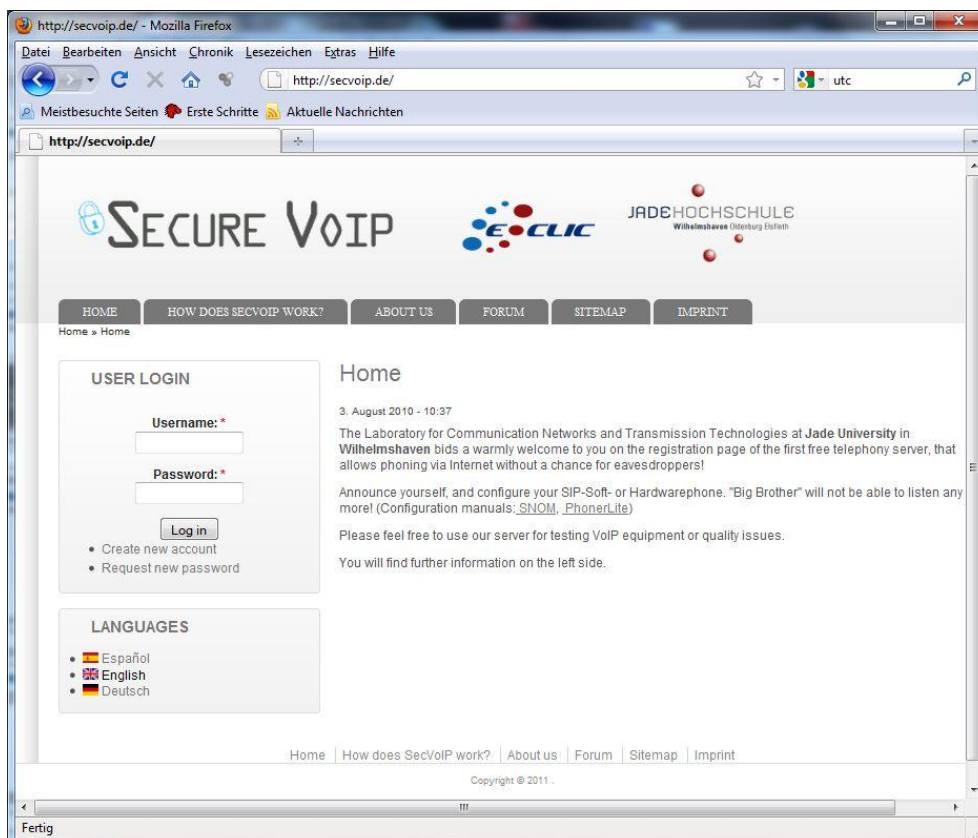 http://secvoip.de/ - Mozilla Firefox
Datei Bearbeiten Ansicht Chronik Lesezeichen Extras Hilfe
http://secvoip.de/
utc
Meistbesuchte Seiten Erste Schritte Aktuelle Nachrichten
http://secvoip.de/
SECURE VOIP
E-CLIC
JADEHOCHSCHULE
Wilhelmshaven Oldenburg Elsfleth
HOME HOW DOES SECVOIP WORK? ABOUT US FORUM SITEMAP IMPRINT
Home » Home
USER LOGIN
Username: *
Password: *
Log in
Create new account
Request new password
LANGUAGES
Español
English
Deutsch
Home
3. August 2010 - 10:37
The Laboratory for Communication Networks and Transmission Technologies at Jade University in
Wilhelmshaven bids a warmly welcome to you on the registration page of the first free telephony server, that
allows phoning via Internet without a chance for eavesdroppers!
Announce yourself, and configure your SIP-Soft- or Hardwarephone. "Big Brother" will not be able to listen any
more! (Configuration manuals: SNOM, PhonerLite)
Please feel free to use our server for testing VoIP equipment or quality issues.
You will find further information on the left side.
Home How does SecVoIP work? About us Forum Sitemap Imprint
Copyright © 2011 .
Fertig